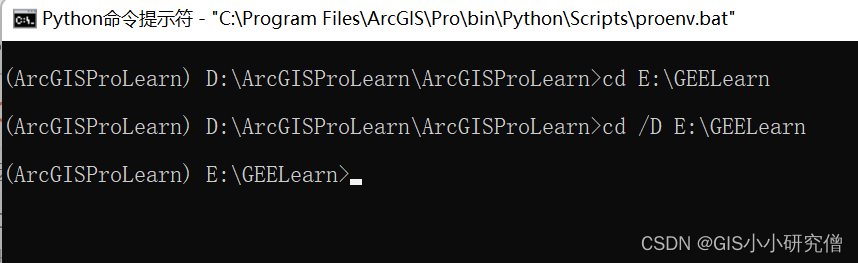 Python命令提示符 - "C:\Program Files\ArcGIS\Pro\bin\Python\Scripts\proenv.bat"
(ArcGISProLearn) D:\ArcGISProLearn\ArcGISProLearn>cd E:\GEELearn
(ArcGISProLearn) D:\ArcGISProLearn\ArcGISProLearn>cd /D E:\GEELearn
(ArcGISProLearn) E:\GEELearn>
CSDN @GIS小小研究僧